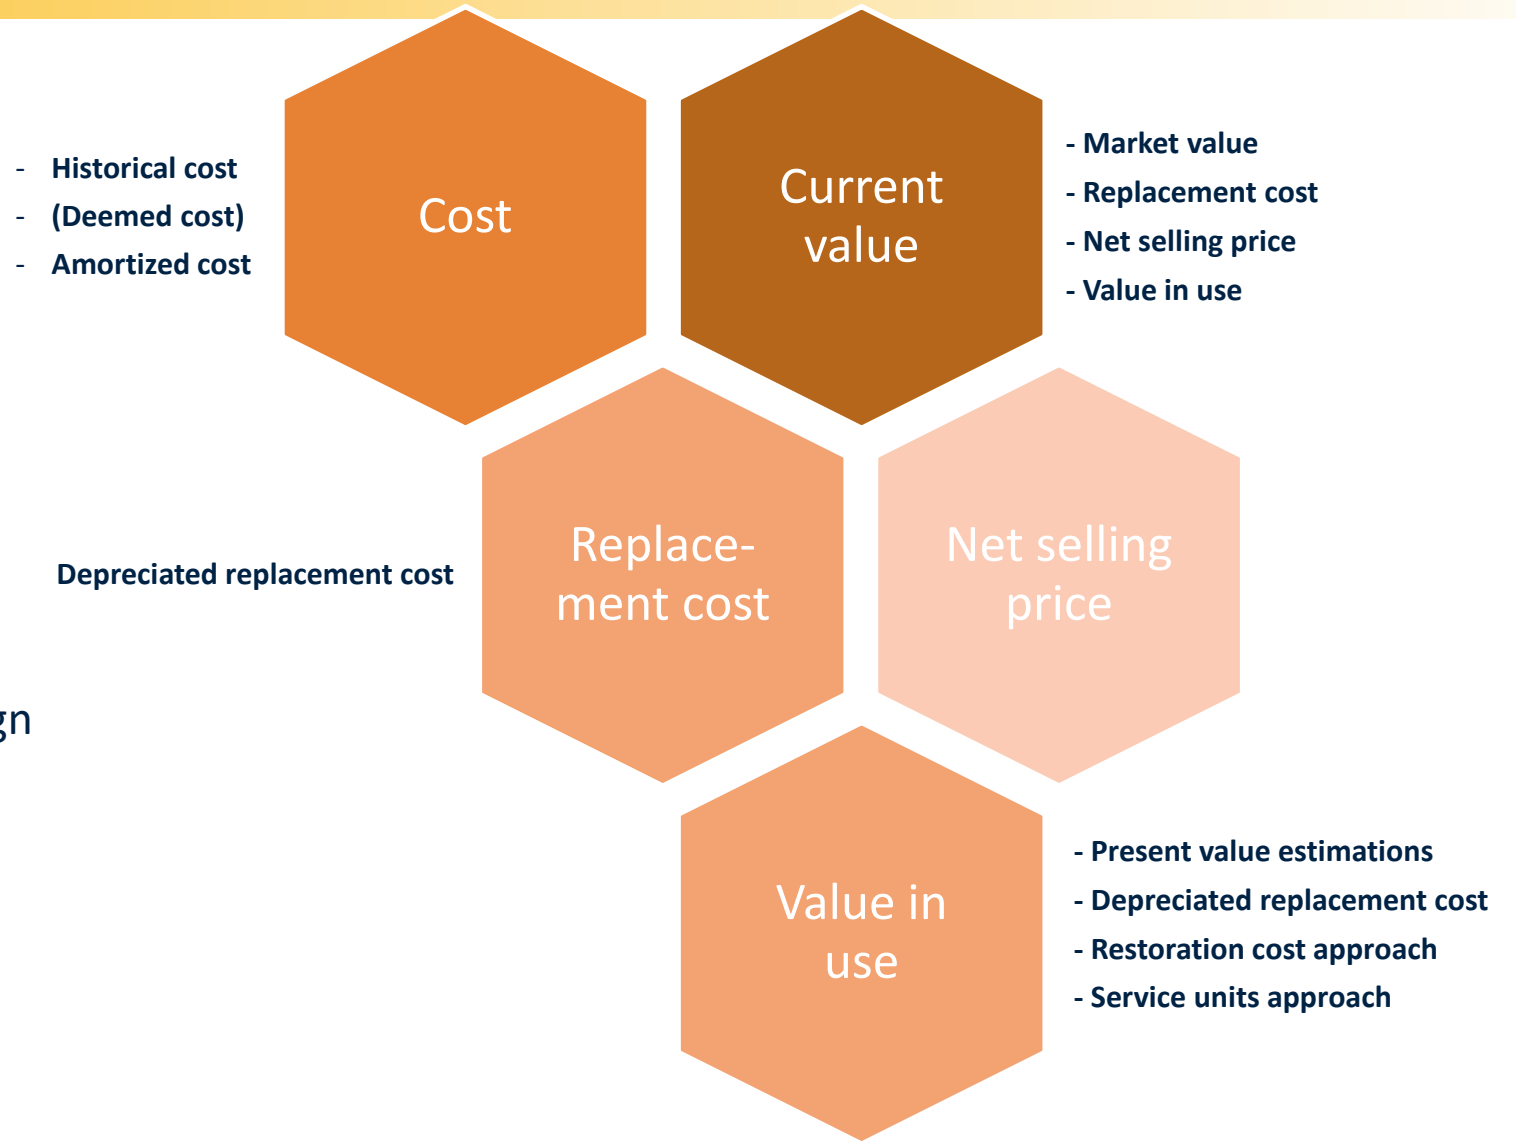 - Historical cost
- (Deemed cost)
- Amortized cost
Cost
Current
value
- Market value
- Replacement cost
- Net selling price
- Value in use
Depreciated replacement cost
Replace-
ment cost
Net selling
price
gn
Value in
use
- Present value estimations
- Depreciated replacement cost
- Restoration cost approach
- Service units approach